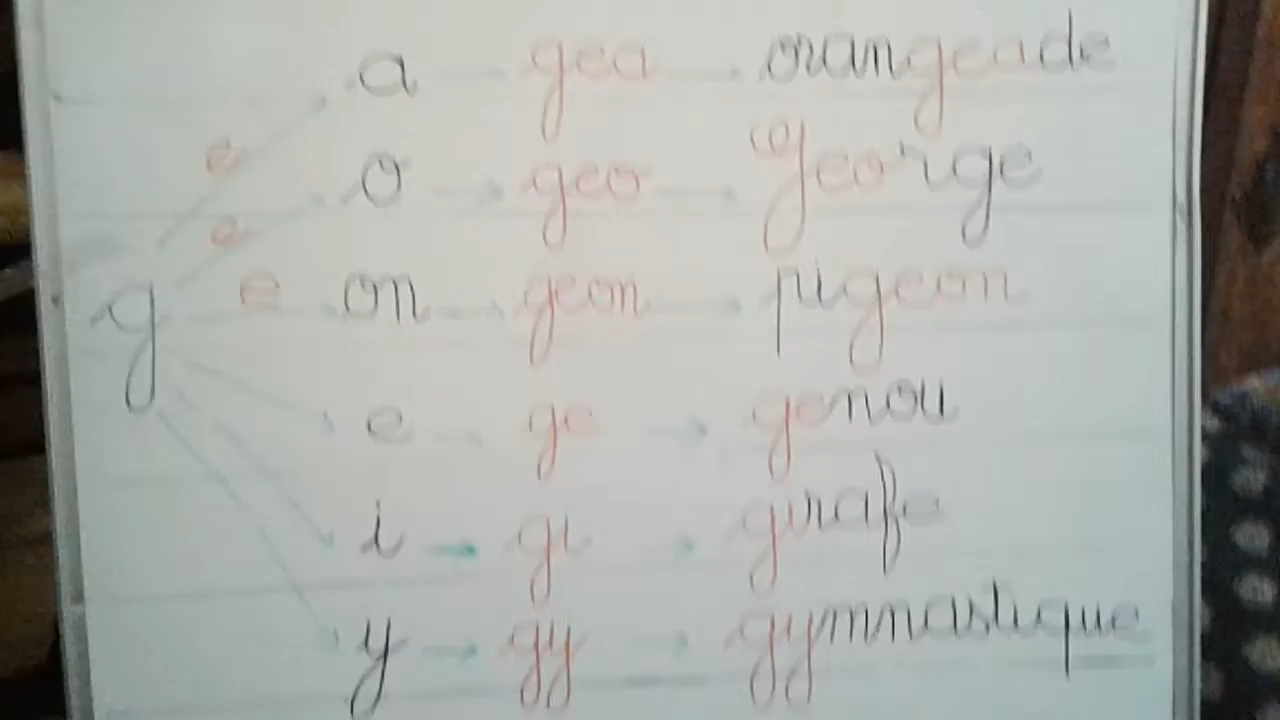 e a gea orangeade
e o geo George
g e on geon pigeon
e ge genou
i gi girafe
y gy gymnastique